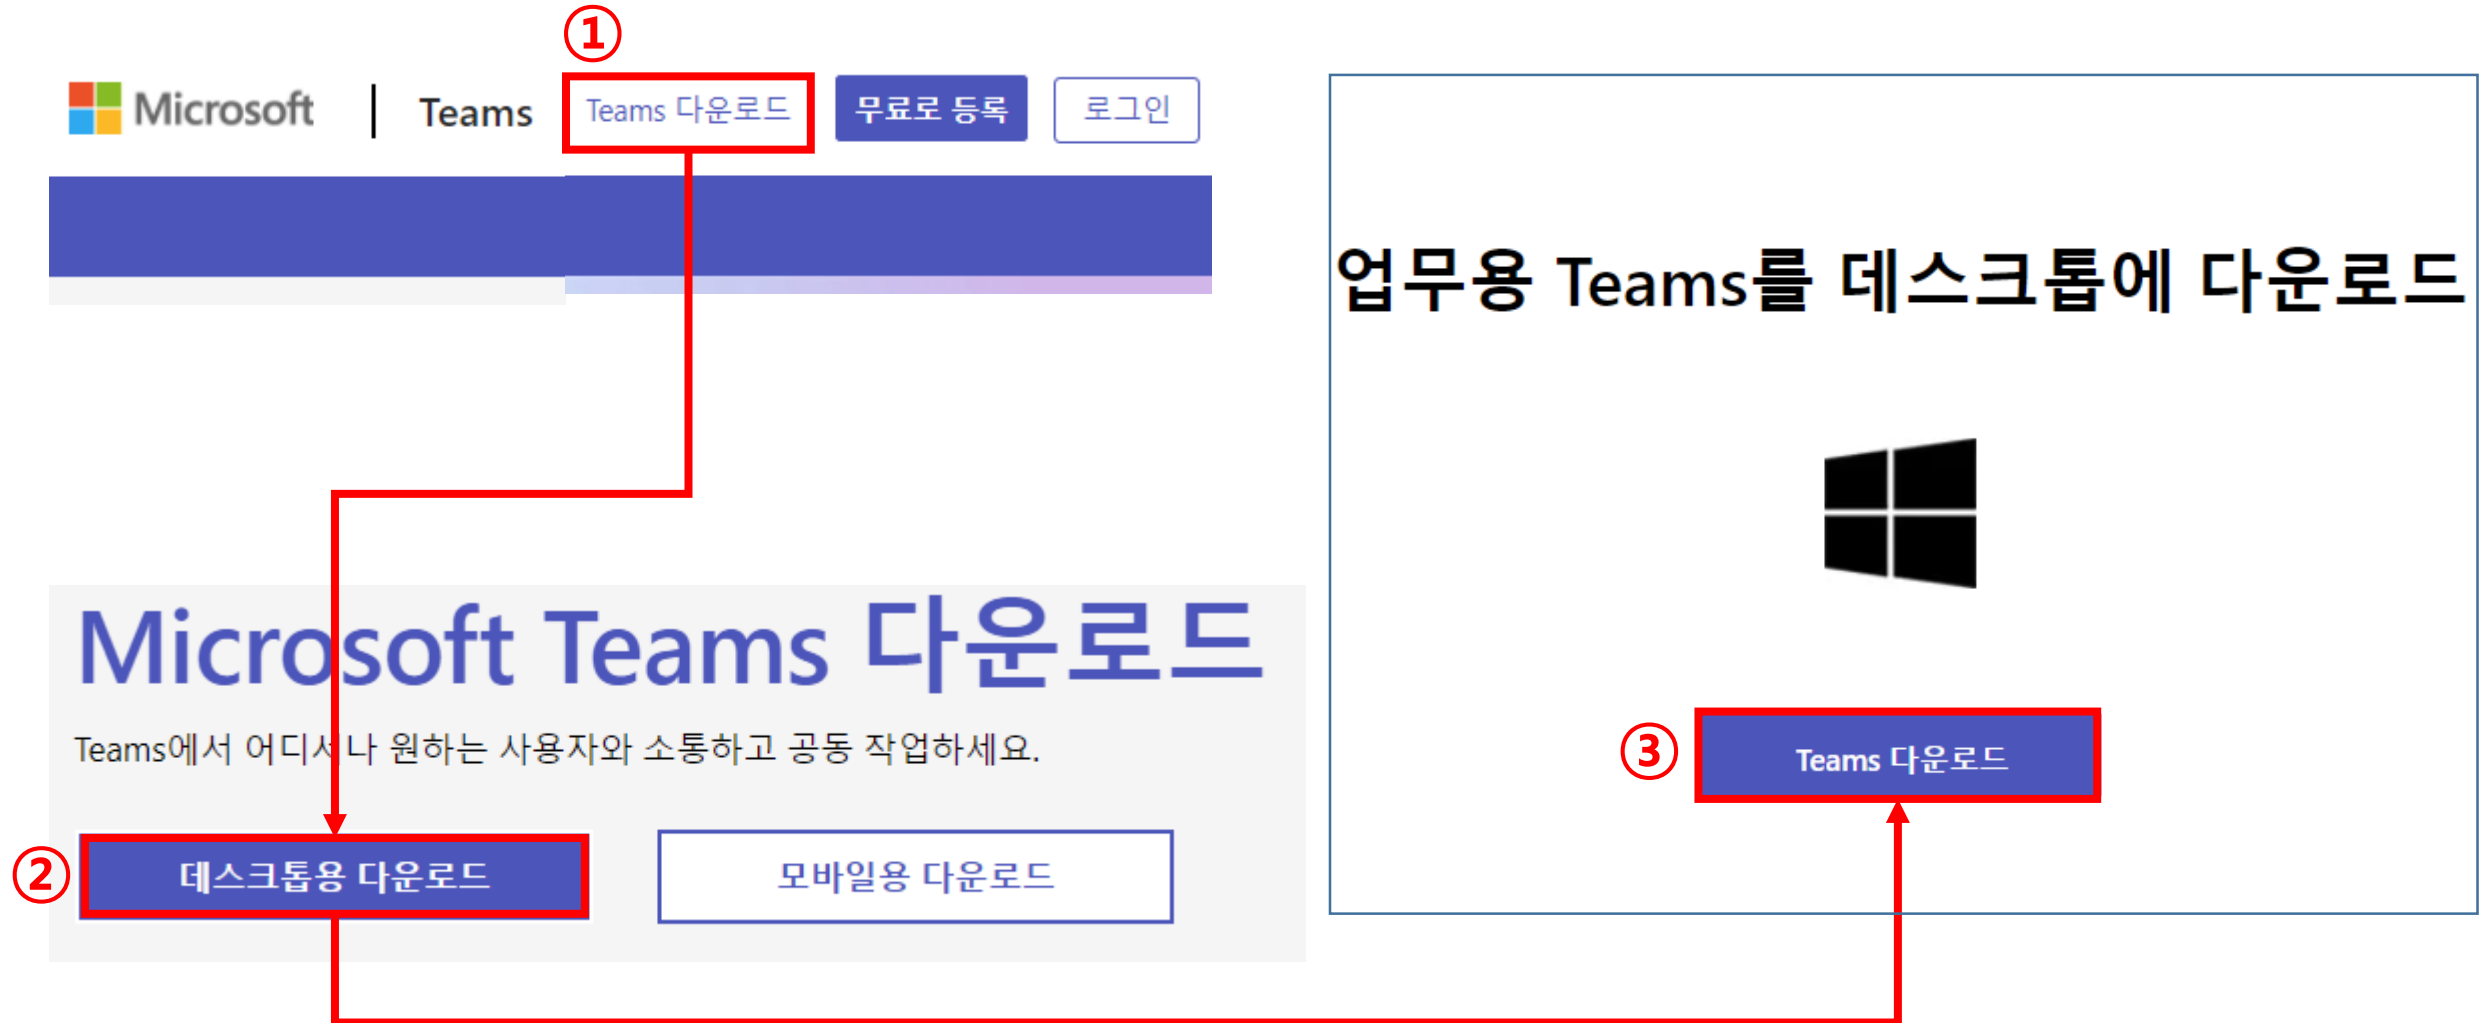 ①
Microsoft | Teams Teams 다운로드 무료로 등록 로그인
Microsoft Teams 다운로드
Teams에서 어디서나 원하는 사용자와 소통하고 공동 작업하세요.
② 데스크톱용 다운로드 모바일용 다운로드
업무용 Teams를 데스크톱에 다운로드
③ Teams 다운로드